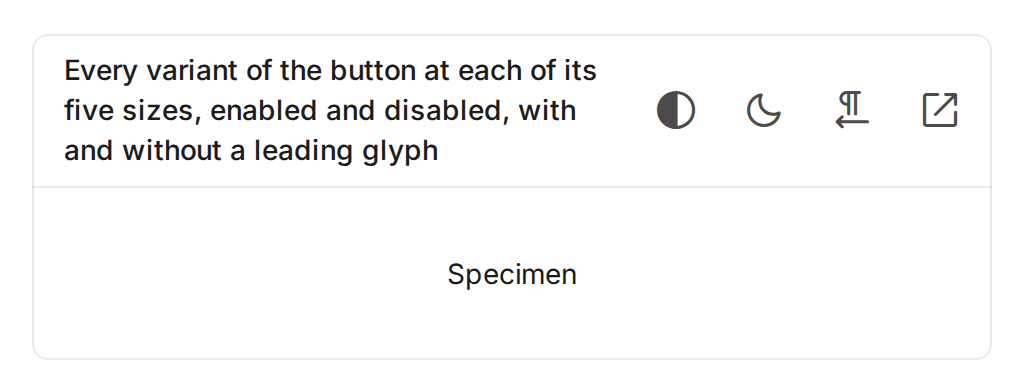 Every variant of the button at each of its
five sizes, enabled and disabled, with
and without a leading glyph
Specimen